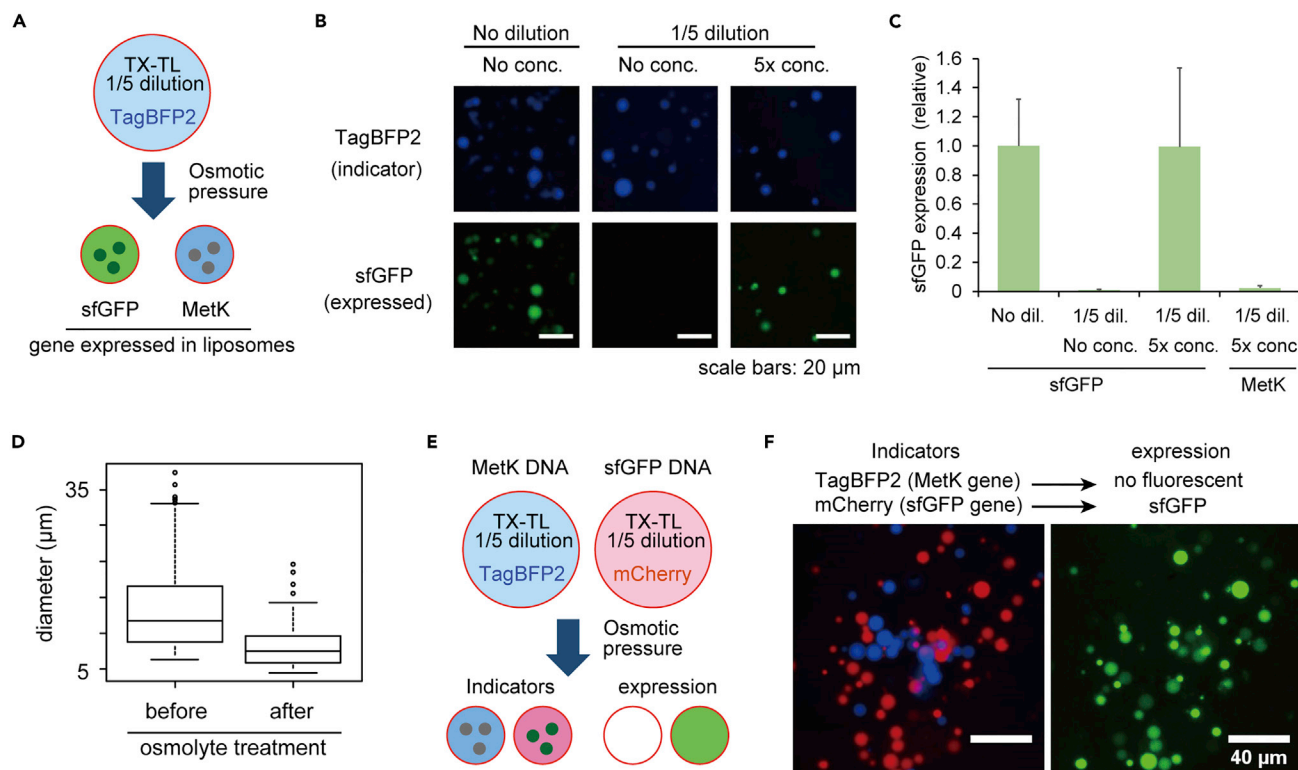 A
TX-TL
1/5 dilution
TagBFP2
Osmotic
pressure
sfGFP MetK
gene expressed in liposomes
B
No dilution 1/5 dilution
No conc. No conc. 5x conc.
TagBFP2
(indicator)
sfGFP
(expressed)
scale bars: 20 µm
C
sfGFP expression (relative)
1.6
1.4
1.2
1.0
0.8
0.6
0.4
0.2
0
No dil. 1/5 dil. 1/5 dil. 1/5 dil.
No conc. 5x conc. 5x conc
sfGFP MetK
D
diameter (µm)
35
5
before after
osmolyte treatment
E
MetK DNA sfGFP DNA
TX-TL TX-TL
1/5 dilution 1/5 dilution
TagBFP2 mCherry
Osmotic
pressure
Indicators expression
F
Indicators expression
TagBFP2 (MetK gene) no fluorescent
mCherry (sfGFP gene) sfGFP
40 µm